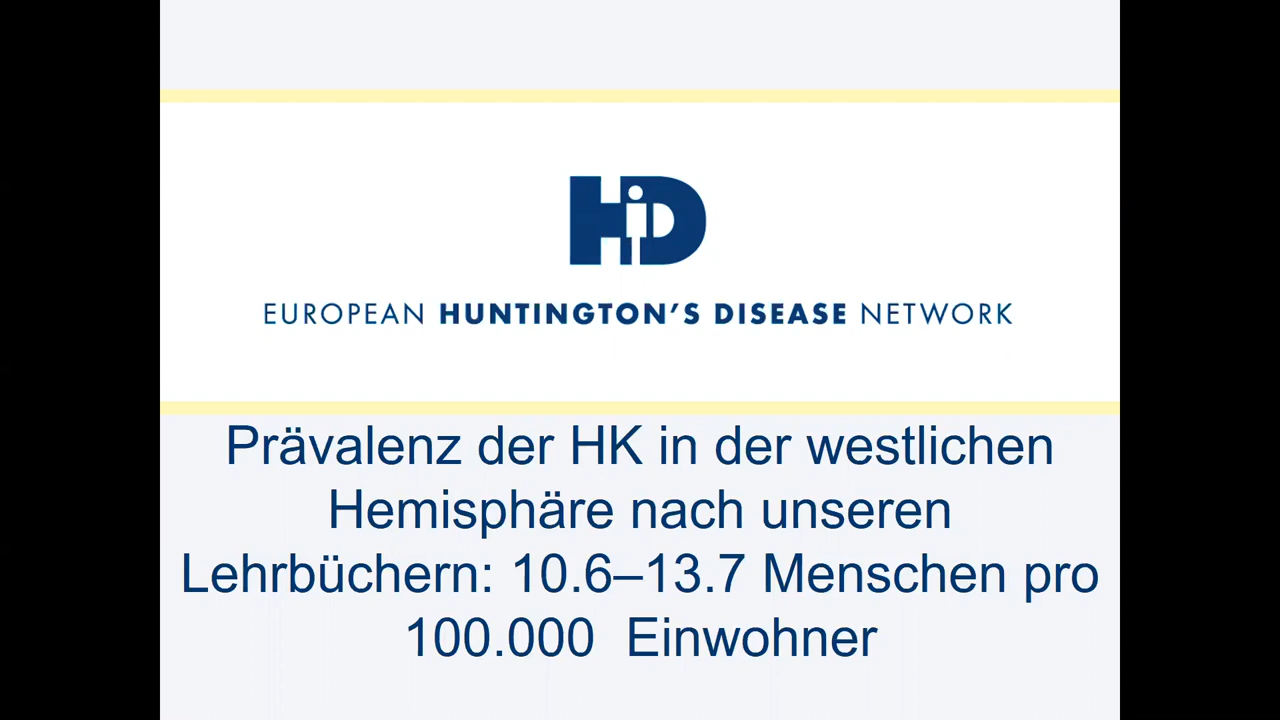 HD
EUROPEAN HUNTINGTON'S DISEASE NETWORK
Prävalenz der HK in der westlichen
Hemisphäre nach unseren
Lehrbüchern: 10.6–13.7 Menschen pro
100.000 Einwohner